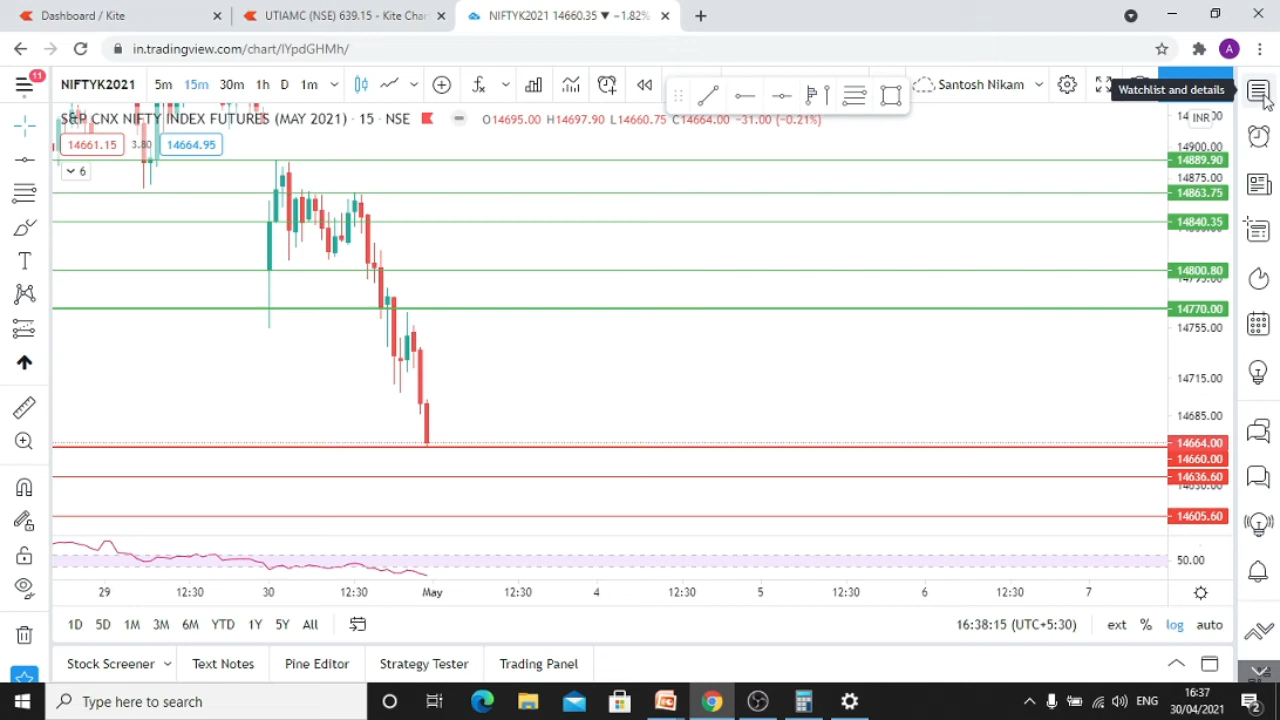 Dashboard / Kite
UTIAMC (NSE) 639.15 - Kite Char
NIFTYK2021 14660.35 ▼ −1.82%
in.tradingview.com/chart/IYpdGHMh/
A
11
NIFTYK2021 5m 15m 30m 1h D 1m
Santosh Nikam
Watchlist and details
S&P CNX NIFTY INDEX FUTURES (MAY 2021) · 15 · NSE
O14695.00 H14697.90 L14660.75 C14664.00 −31.00 (−0.21%)
INR
14661.15 3.80 14664.95
6
14900.00
14889.90
14875.00
14863.75
14840.35
14800.80
14770.00
14755.00
14715.00
14685.00
14664.00
14660.00
14636.60
14605.60
50.00
29 12:30 30 12:30 May 12:30 4 12:30 5 12:30 6 12:30 7
1D 5D 1M 3M 6M YTD 1Y 5Y All
16:38:15 (UTC+5:30) ext % log auto
Stock Screener Text Notes Pine Editor Strategy Tester Trading Panel
Type here to search
ENG
16:37
30/04/2021
2